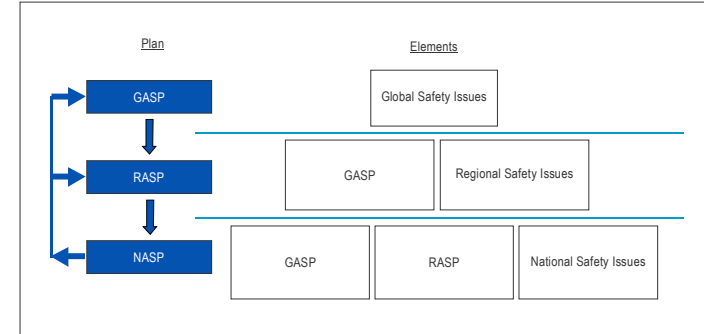 Plan
Elements
GASP
Global Safety Issues
RASP
GASP
Regional Safety Issues
NASP
GASP
RASP
National Safety Issues